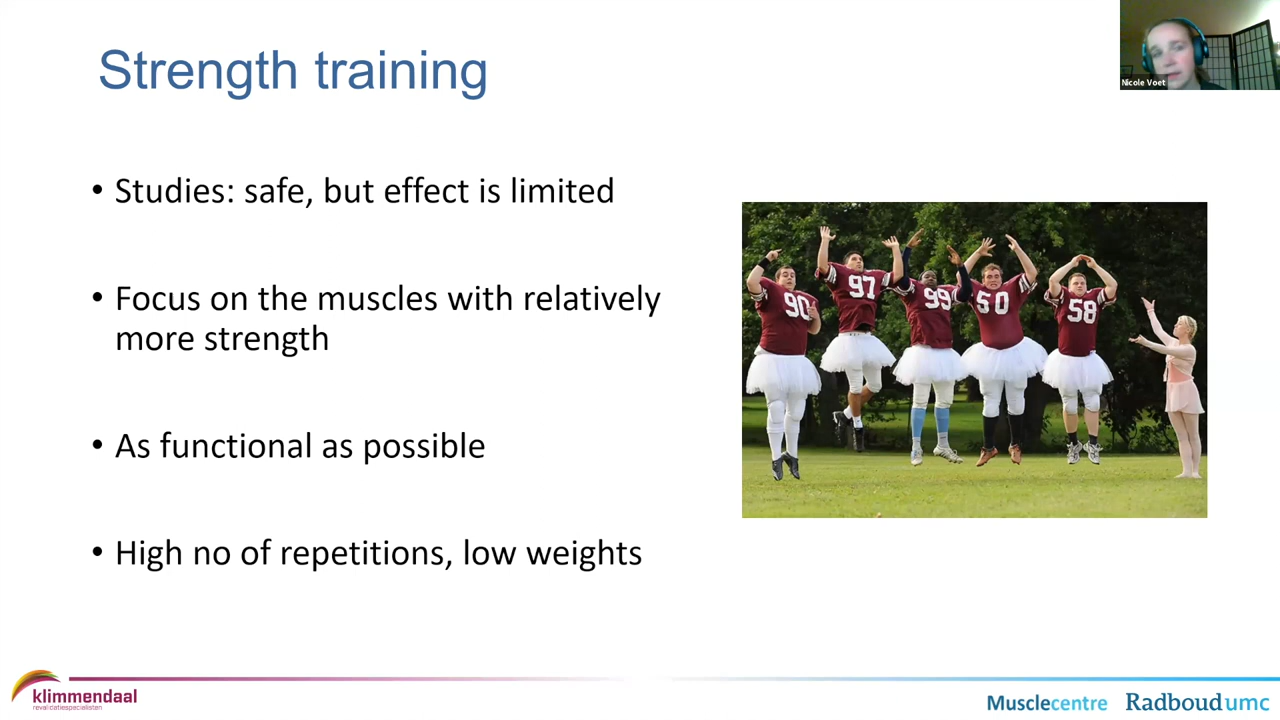 Strength training
Nicole Voet
• Studies: safe, but effect is limited
• Focus on the muscles with relatively
more strength
• As functional as possible
• High no of repetitions, low weights
90
97
99
50
58
klimmendaal
revalidatiespecialisten
Musclecentre Radboudumc